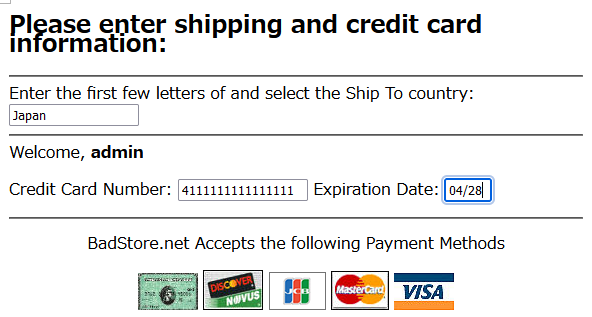 Please enter shipping and credit card
information:
Enter the first few letters of and select the Ship To country:
Japan
Welcome, admin
Credit Card Number: 4111111111111111 Expiration Date: 04/28
BadStore.net Accepts the following Payment Methods
DISCOVER
NOVUS
JCB
MasterCard
VISA